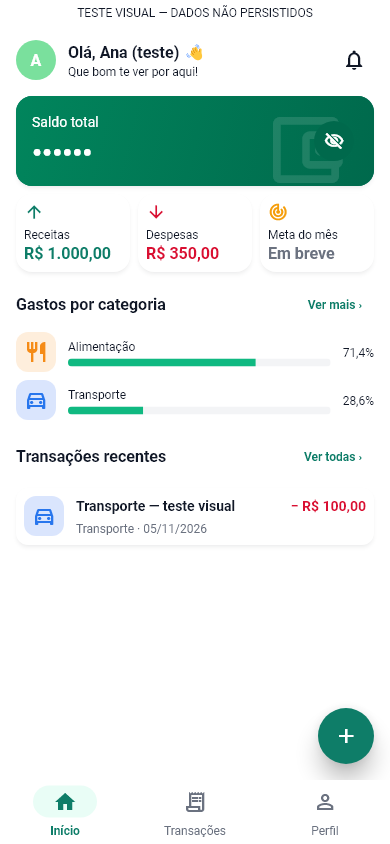 TESTE VISUAL — DADOS NÃO PERSISTIDOS
A
Olá, Ana (teste) 👋
Que bom te ver por aqui!
Saldo total
••••••
Receitas
R$ 1.000,00
Despesas
R$ 350,00
Meta do mês
Em breve
Gastos por categoria
Ver mais ›
Alimentação
71,4%
Transporte
28,6%
Transações recentes
Ver todas ›
Transporte — teste visual
− R$ 100,00
Transporte · 05/11/2026
+
Início
Transações
Perfil